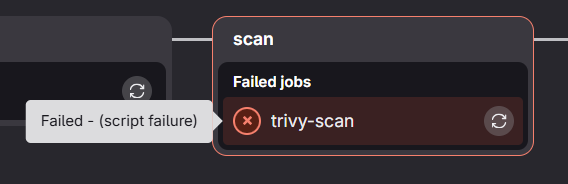 scan
Failed jobs
Failed - (script failure)
trivy-scan